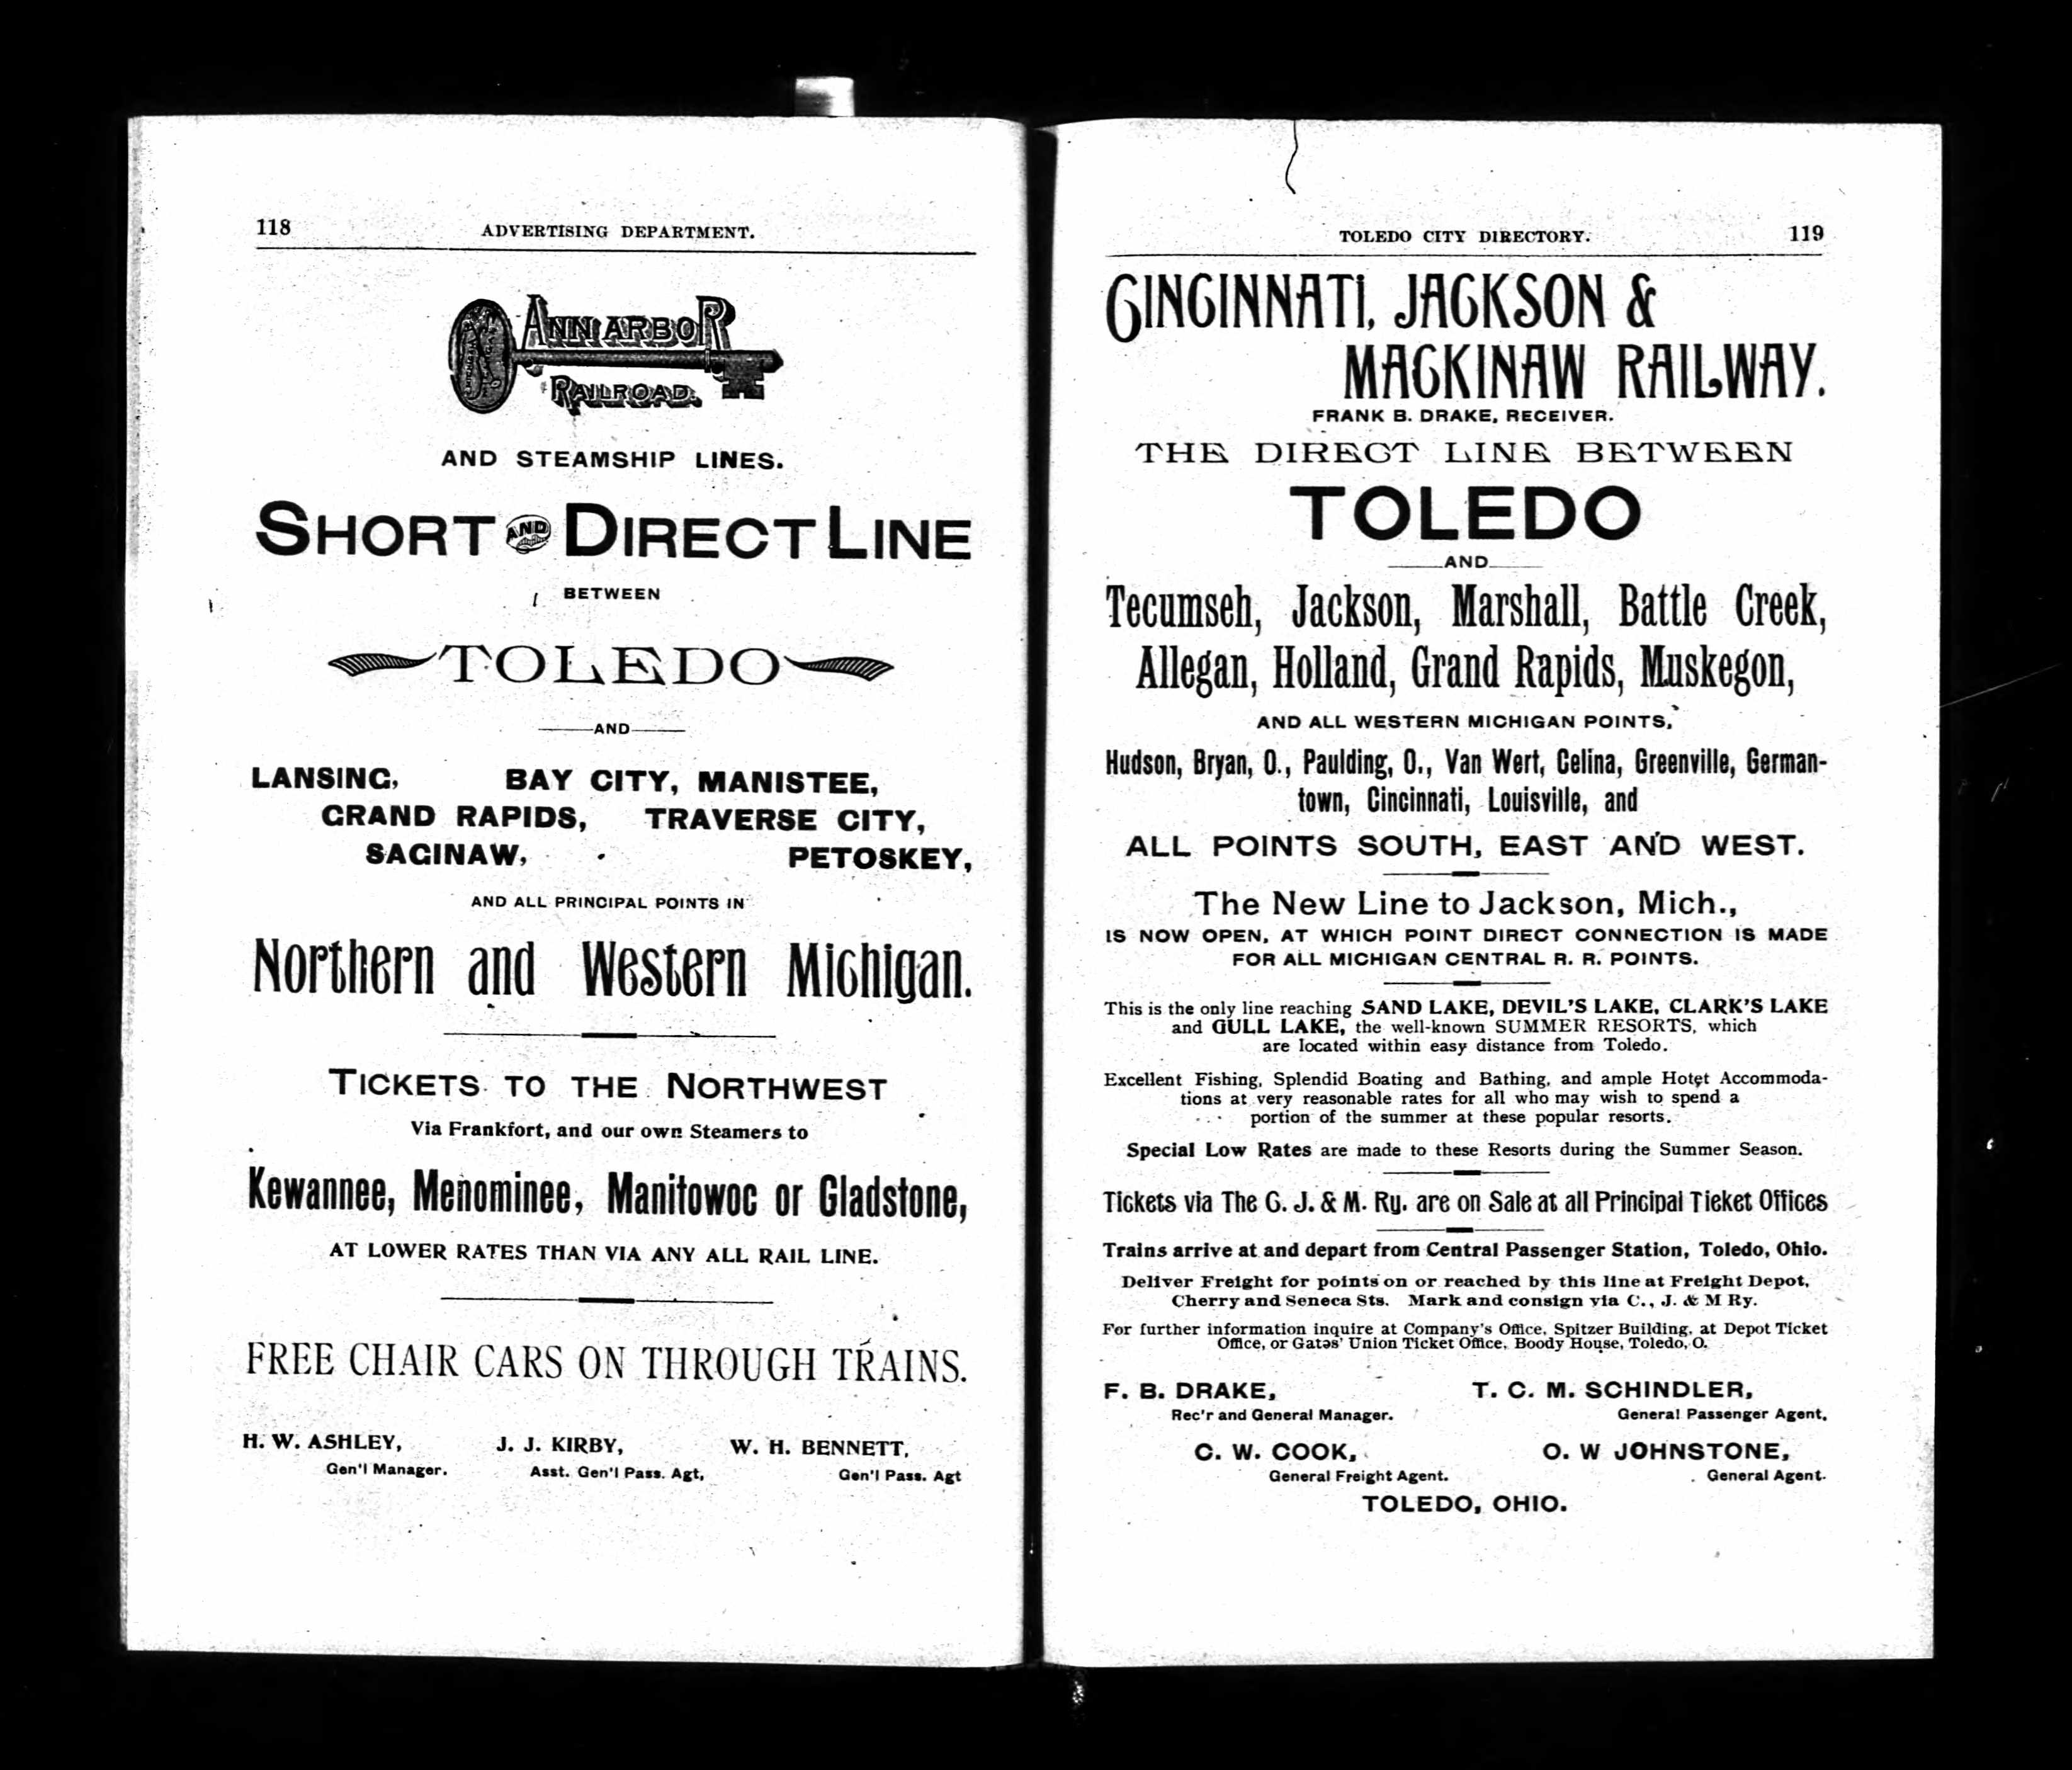 118 ADVERTISING DEPARTMENT.
ANN ARBOR
RAILROAD.
AND STEAMSHIP LINES.
SHORT AND DIRECT LINE
BETWEEN
TOLEDO
AND
LANSING, BAY CITY, MANISTEE,
GRAND RAPIDS, TRAVERSE CITY,
SAGINAW, PETOSKEY,
AND ALL PRINCIPAL POINTS IN
Northern and Western Michigan.
TICKETS TO THE NORTHWEST
Via Frankfort, and our own Steamers to
Kewannee, Menominee, Manitowoc or Gladstone,
AT LOWER RATES THAN VIA ANY ALL RAIL LINE.
FREE CHAIR CARS ON THROUGH TRAINS.
H. W. ASHLEY, J. J. KIRBY, W. H. BENNETT,
Gen'l Manager. Asst. Gen'l Pass. Agt, Gen'l Pass. Agt
TOLEDO CITY DIRECTORY. 119
CINCINNATI, JACKSON &
MACKINAW RAILWAY.
FRANK B. DRAKE, RECEIVER.
THE DIRECT LINE BETWEEN
TOLEDO
AND
Tecumseh, Jackson, Marshall, Battle Creek,
Allegan, Holland, Grand Rapids, Muskegon,
AND ALL WESTERN MICHIGAN POINTS,
Hudson, Bryan, O., Paulding, O., Van Wert, Celina, Greenville, German-
town, Cincinnati, Louisville, and
ALL POINTS SOUTH, EAST AND WEST.
The New Line to Jackson, Mich.,
IS NOW OPEN, AT WHICH POINT DIRECT CONNECTION IS MADE
FOR ALL MICHIGAN CENTRAL R. R. POINTS.
This is the only line reaching SAND LAKE, DEVIL'S LAKE, CLARK'S LAKE
and GULL LAKE, the well-known SUMMER RESORTS, which
are located within easy distance from Toledo.
Excellent Fishing, Splendid Boating and Bathing, and ample Hotel Accommoda-
tions at very reasonable rates for all who may wish to spend a
portion of the summer at these popular resorts.
Special Low Rates are made to these Resorts during the Summer Season.
Tickets via The C. J. & M. Ry. are on Sale at all Principal Ticket Offices
Trains arrive at and depart from Central Passenger Station, Toledo, Ohio.
Deliver Freight for points on or reached by this line at Freight Depot,
Cherry and Seneca Sts. Mark and consign via C., J. & M Ry.
For further information inquire at Company's Office, Spitzer Building, at Depot Ticket
Office, or Gates' Union Ticket Office, Boody House, Toledo, O.
F. B. DRAKE, T. C. M. SCHINDLER,
Rec'r and General Manager. General Passenger Agent,
C. W. COOK, O. W JOHNSTONE,
General Freight Agent. General Agent.
TOLEDO, OHIO.